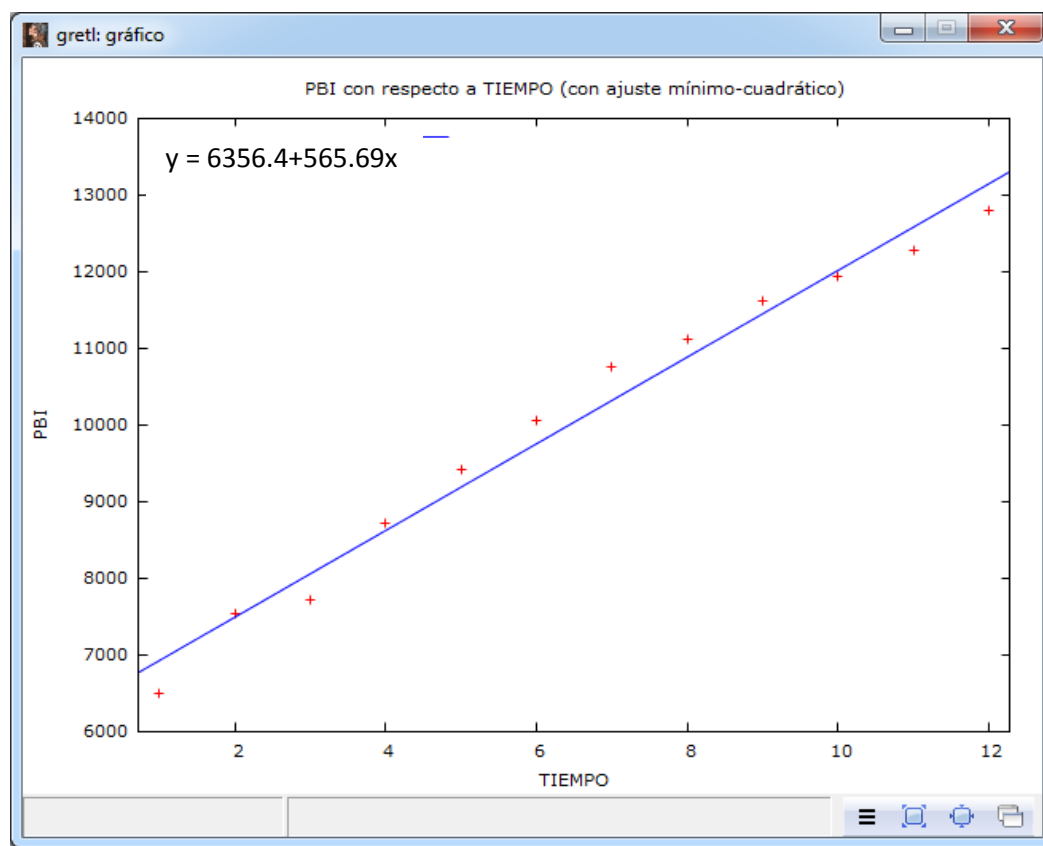 gretl: gráfico
PBI con respecto a TIEMPO (con ajuste mínimo-cuadrático)
y = 6356.4+565.69x
14000
13000
12000
11000
10000
9000
8000
7000
6000
PBI
2 4 6 8 10 12
TIEMPO